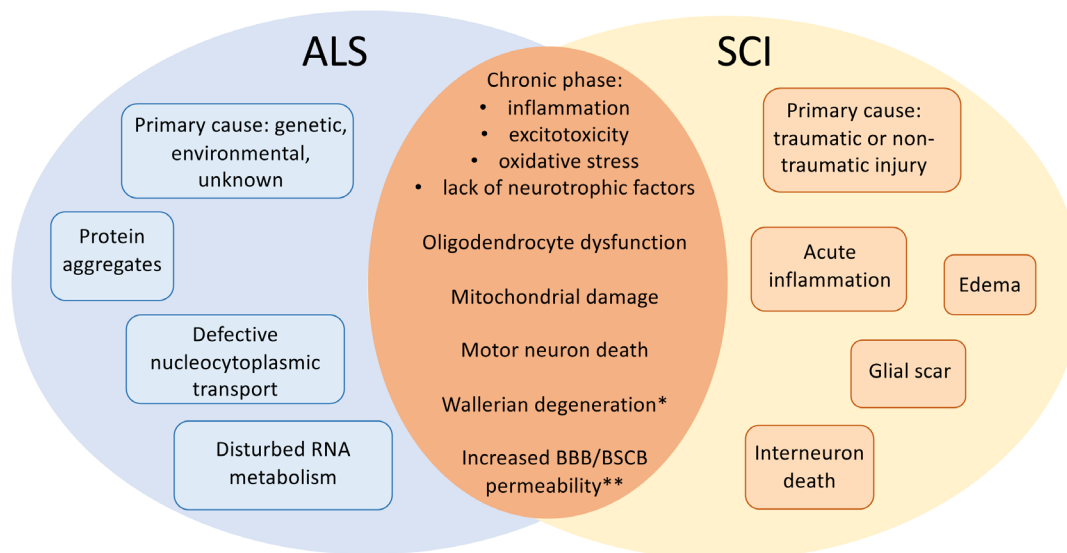 ALS
Primary cause: genetic,
environmental,
unknown
Protein
aggregates
Defective
nucleocytoplasmic
transport
Disturbed RNA
metabolism
Chronic phase:
• inflammation
• excitotoxicity
• oxidative stress
• lack of neurotrophic factors
Oligodendrocyte dysfunction
Mitochondrial damage
Motor neuron death
Wallerian degeneration*
Increased BBB/BSCB
permeability**
SCI
Primary cause:
traumatic or non-
traumatic injury
Acute
inflammation
Edema
Glial scar
Interneuron
death